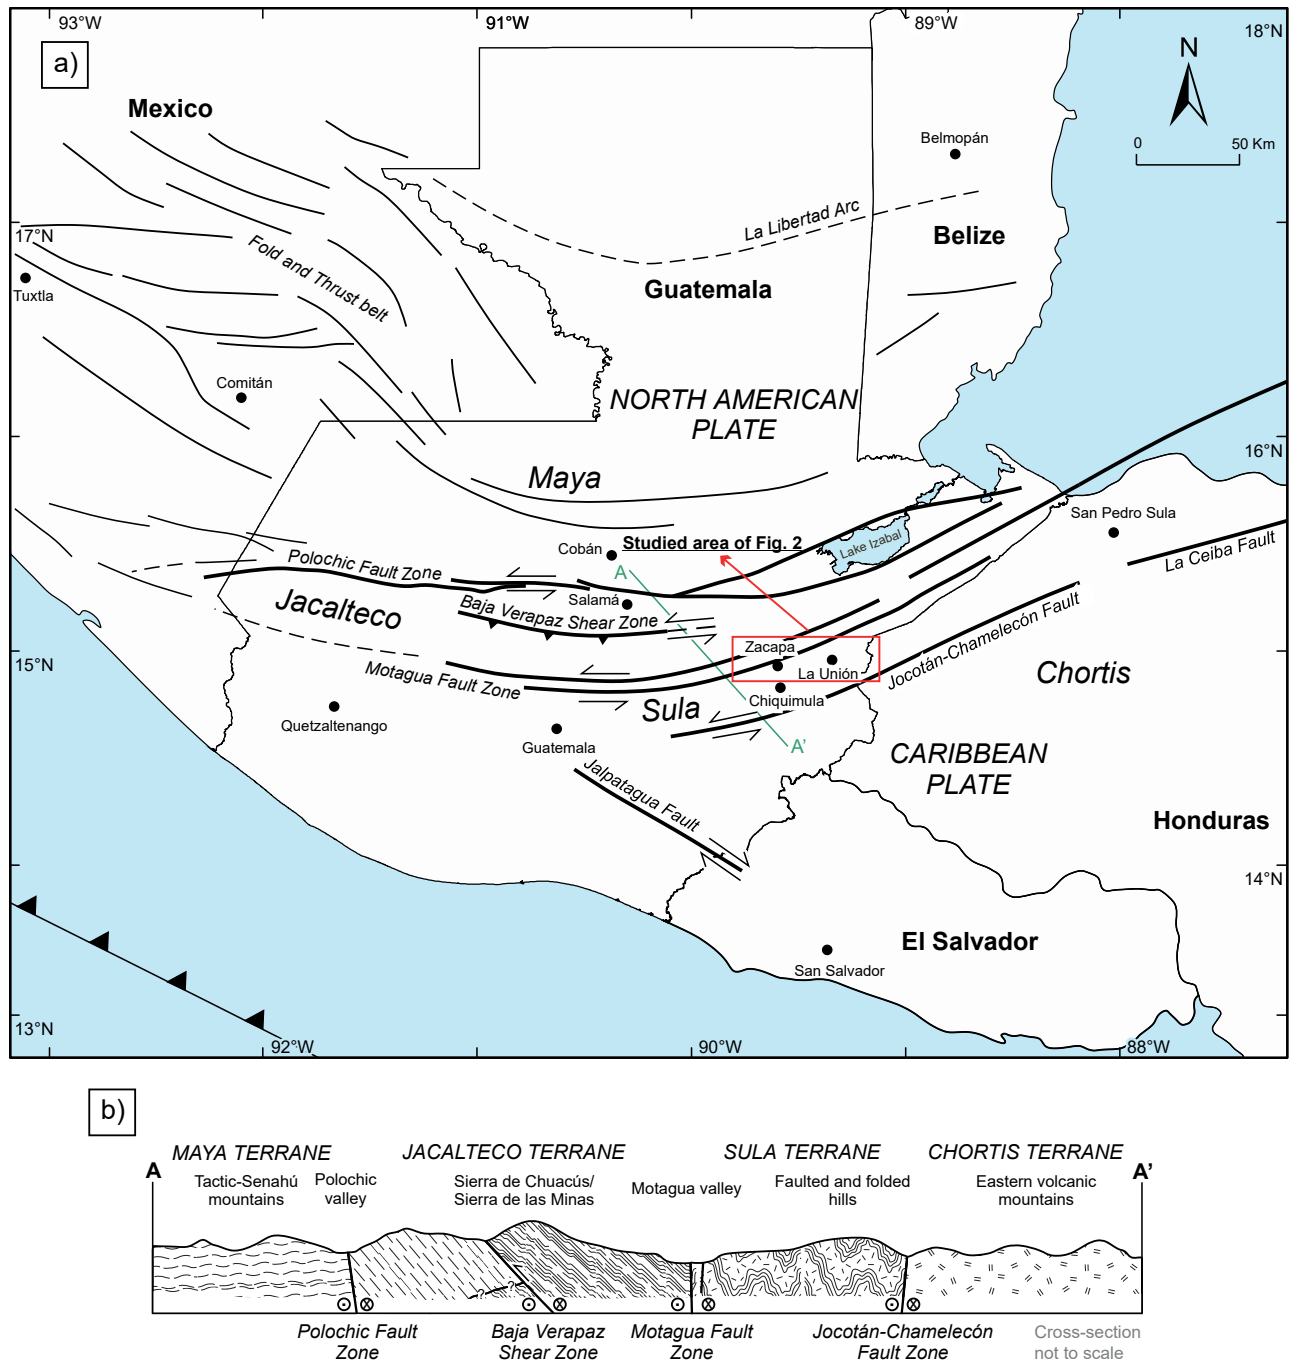 93°W
91°W
89°W
18°N
a)
N
Mexico
0
50 Km
Belmopán
La Libertad Arc
17°N
Belize
Fold and Thrust belt
Guatemala
Tuxtla
Comitán
NORTH AMERICAN
PLATE
16°N
Maya
San Pedro Sula
Studied area of Fig. 2
Lake Izabal
Cobán
La Ceiba Fault
Polochic Fault Zone
A
Salamá
Jacalteco
Baja Verapaz Shear Zone
Jocotán-Chamelecón Fault
15°N
Zacapa
La Unión
Motagua Fault Zone
Chortis
Chiquimula
Sula
Quetzaltenango
Guatemala
A’
CARIBBEAN
PLATE
Jalpatagua Fault
Honduras
14°N
El Salvador
San Salvador
13°N
92°W
90°W
88°W
b)
MAYA TERRANE
JACALTECO TERRANE
SULA TERRANE
CHORTIS TERRANE
A
A’
Tactic-Senahú
mountains
Polochic
valley
Sierra de Chuacús/
Sierra de las Minas
Motagua valley
Faulted and folded
hills
Eastern volcanic
mountains
?
?
Polochic Fault
Zone
Baja Verapaz
Shear Zone
Motagua Fault
Zone
Jocotán-Chamelecón
Fault Zone
Cross-section
not to scale